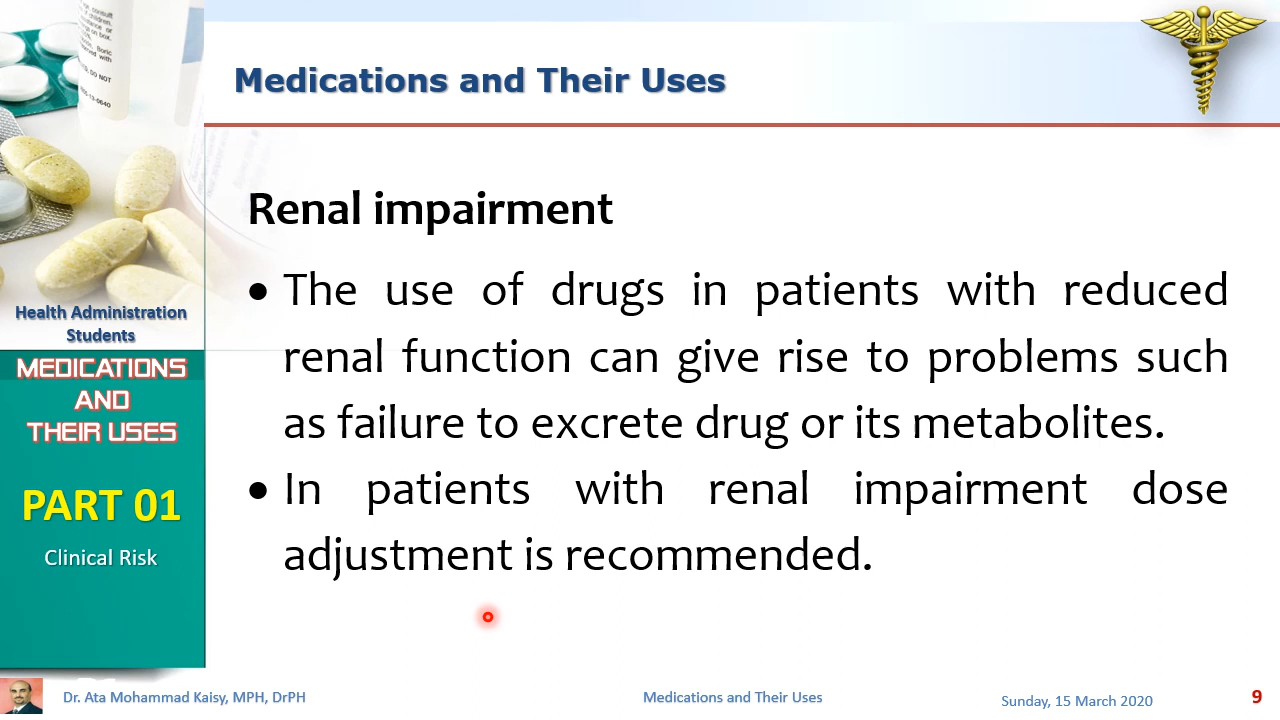 Medications and Their Uses
Renal impairment
• The use of drugs in patients with reduced
renal function can give rise to problems such
as failure to excrete drug or its metabolites.
• In patients with renal impairment dose
adjustment is recommended.
Health Administration
Students
MEDICATIONS
AND
THEIR USES
PART 01
Clinical Risk
Dr. Ata Mohammad Kaisy, MPH, DrPH
Medications and Their Uses
Sunday, 15 March 2020
9